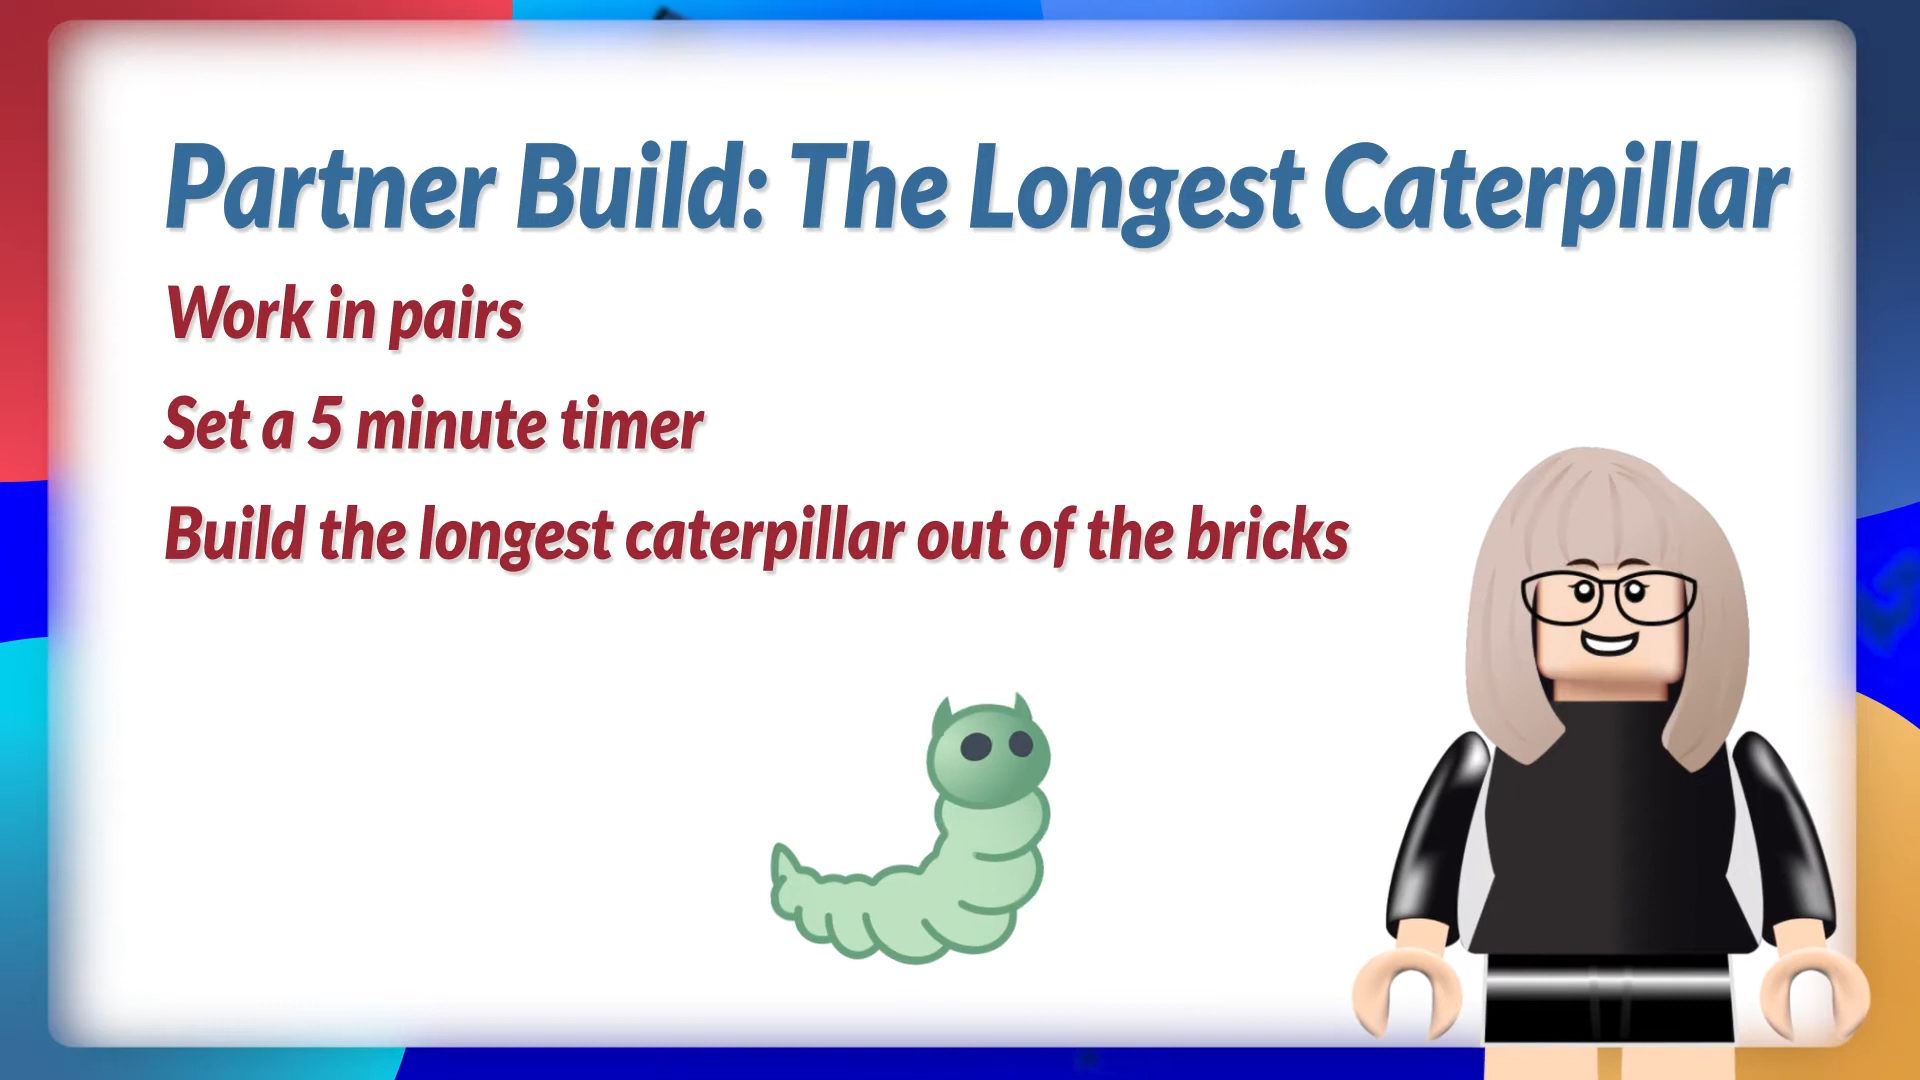 Partner Build: The Longest Caterpillar
Work in pairs
Set a 5 minute timer
Build the longest caterpillar out of the bricks